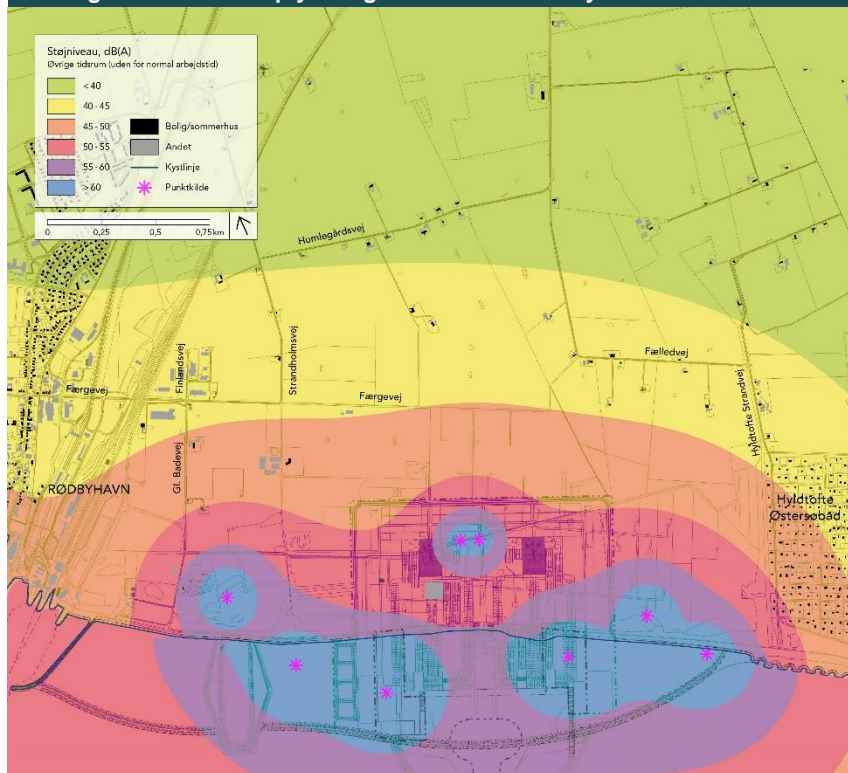 Støjniveau, dB(A)
Øvrige tidsrum (uden for normal arbejdstid)
< 40
40 - 45
45 - 50
50 - 55
55 - 60
> 60
Bolig/sommerhus
Andet
Kystlinje
Punktkilde
0 0,25 0,5 0,75 km
Humlegårdsvej
Finlandsvej
Strandholmsvej
Fælledvej
Færgevej
Færgevej
Hyldtofte Strandvej
Gl. Badevej
RØDBYHAVN
Hyldtofte
Østersøbad